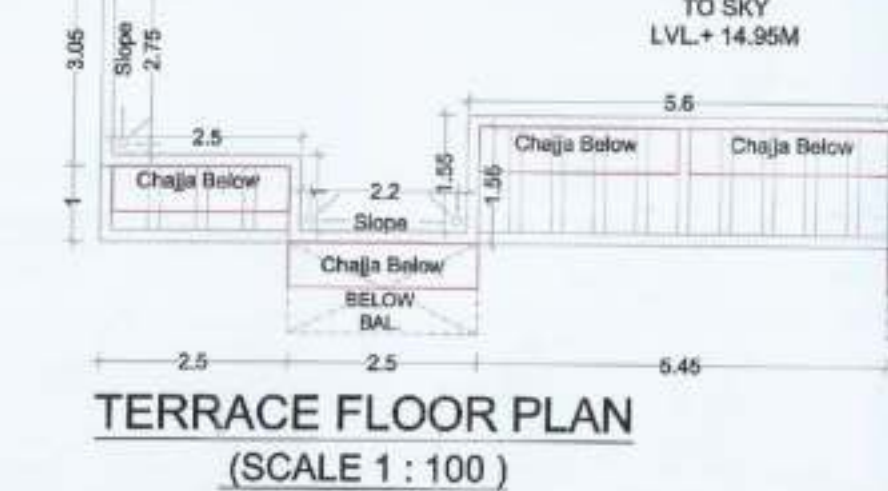 TO SKY
LVL.+ 14.95M
3.05
Slope
2.75
5.6
2.5
Chajja Below
Chajja Below
Chajja Below
1.55
1.55
2.2
1
Slope
Chajja Below
BELOW
BAL.
2.5
2.5
5.45
TERRACE FLOOR PLAN
(SCALE 1 : 100 )